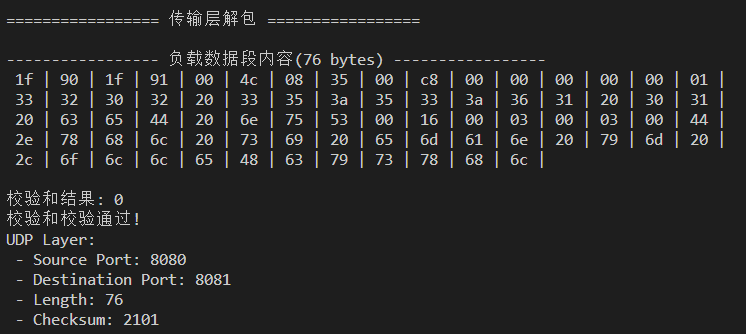 ================= 传输层解包 =================
----------------- 负载数据段内容(76 bytes) -----------------
1f | 90 | 1f | 91 | 00 | 4c | 08 | 35 | 00 | c8 | 00 | 00 | 00 | 00 | 00 | 01 |
33 | 32 | 30 | 32 | 20 | 33 | 35 | 3a | 35 | 33 | 3a | 36 | 31 | 20 | 30 | 31 |
20 | 63 | 65 | 44 | 20 | 6e | 75 | 53 | 00 | 16 | 00 | 03 | 00 | 03 | 00 | 44 |
2e | 78 | 68 | 6c | 20 | 73 | 69 | 20 | 65 | 6d | 61 | 6e | 20 | 79 | 6d | 20 |
2c | 6f | 6c | 6c | 65 | 48 | 63 | 79 | 73 | 78 | 68 | 6c |
校验和结果: 0
校验和校验通过!
UDP Layer:
- Source Port: 8080
- Destination Port: 8081
- Length: 76
- Checksum: 2101